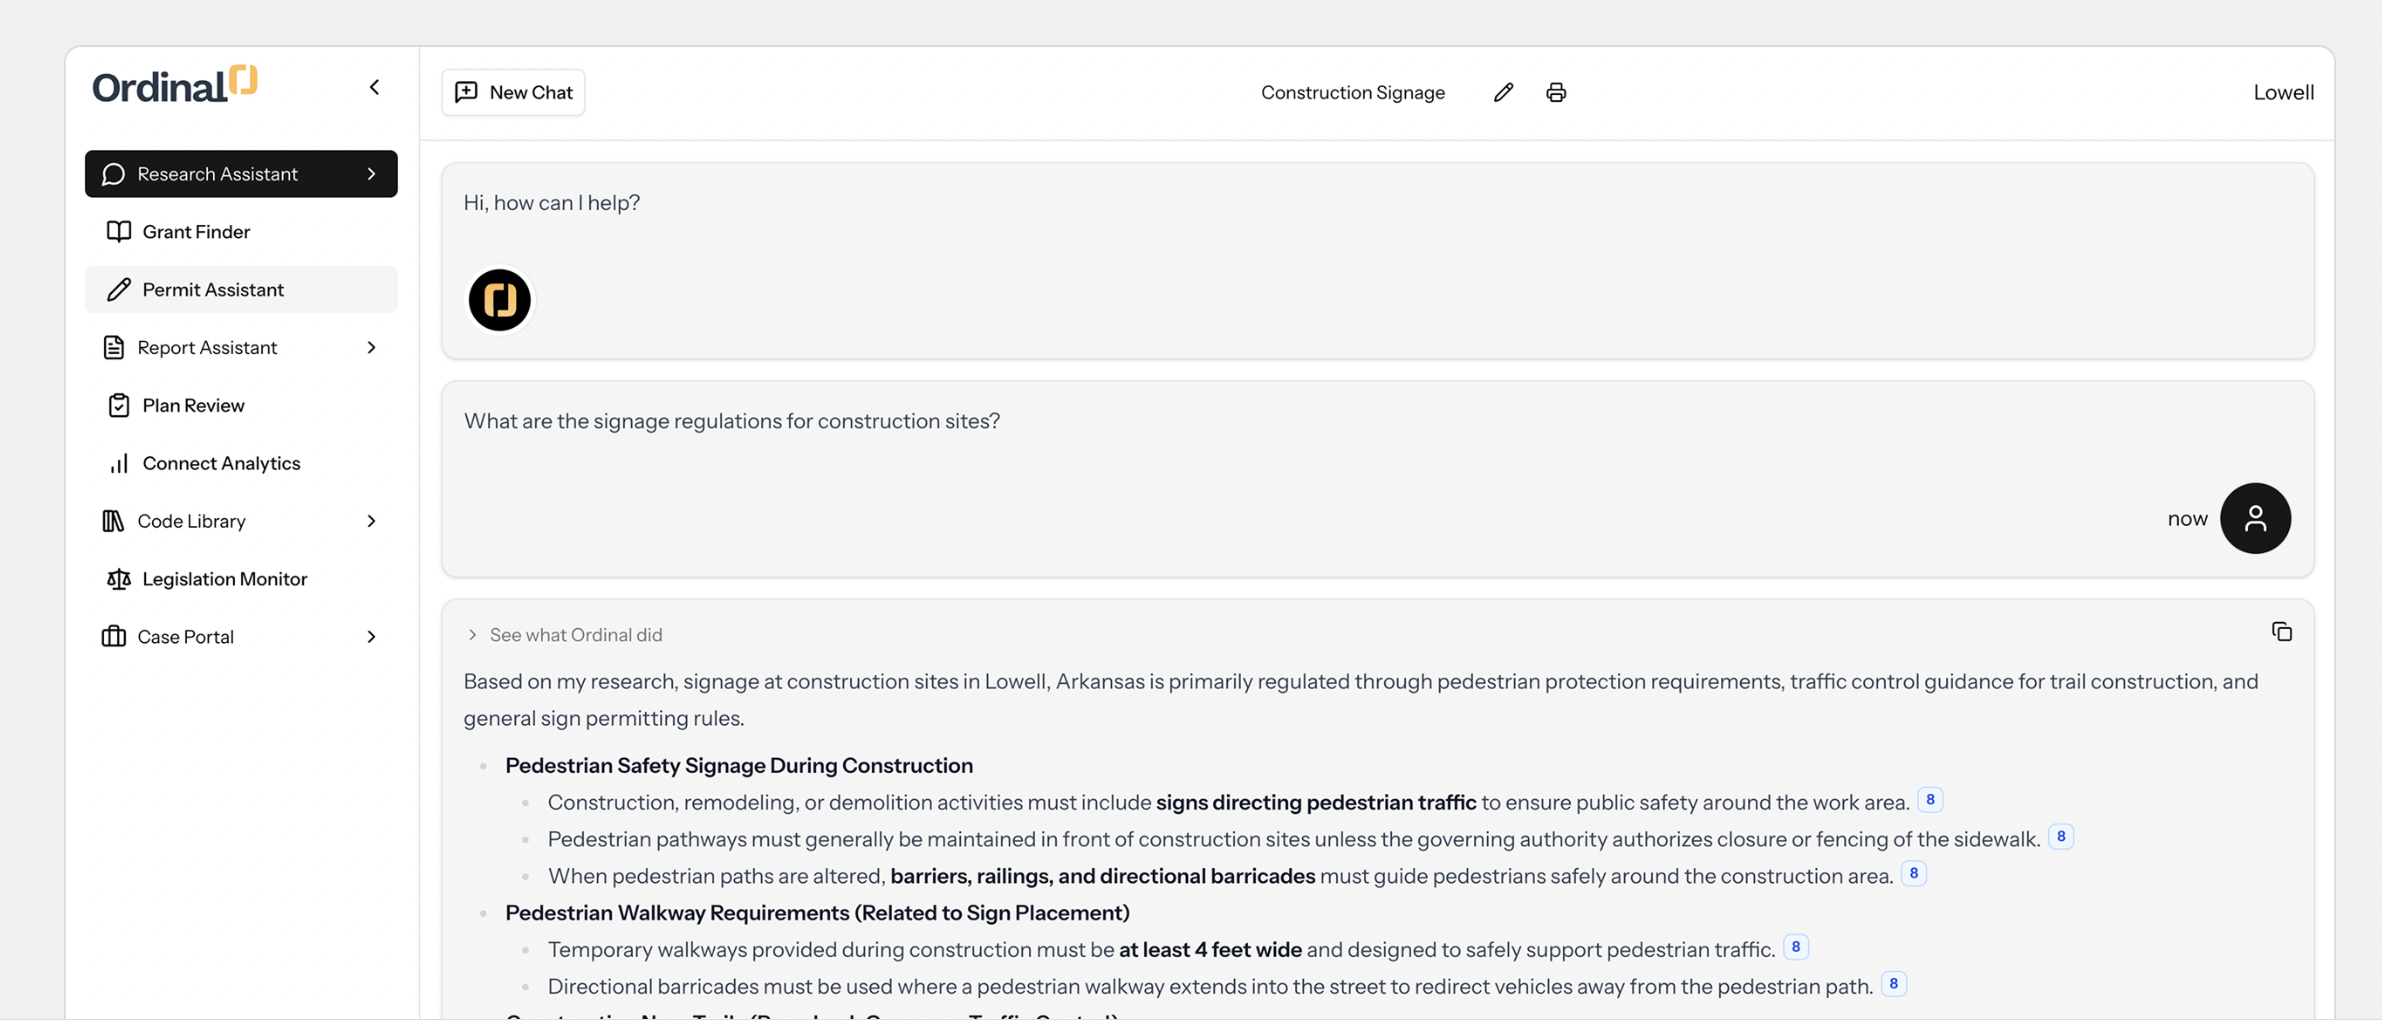 Ordinal
New Chat
Construction Signage
Lowell
Research Assistant
Grant Finder
Permit Assistant
Report Assistant
Plan Review
Connect Analytics
Code Library
Legislation Monitor
Case Portal
Hi, how can I help?
What are the signage regulations for construction sites?
now
See what Ordinal did
Based on my research, signage at construction sites in Lowell, Arkansas is primarily regulated through pedestrian protection requirements, traffic control guidance for trail construction, and
general sign permitting rules.
Pedestrian Safety Signage During Construction
Construction, remodeling, or demolition activities must include signs directing pedestrian traffic to ensure public safety around the work area. 8
Pedestrian pathways must generally be maintained in front of construction sites unless the governing authority authorizes closure or fencing of the sidewalk. 8
When pedestrian paths are altered, barriers, railings, and directional barricades must guide pedestrians safely around the construction area. 8
Pedestrian Walkway Requirements (Related to Sign Placement)
Temporary walkways provided during construction must be at least 4 feet wide and designed to safely support pedestrian traffic. 8
Directional barricades must be used where a pedestrian walkway extends into the street to redirect vehicles away from the pedestrian path. 8